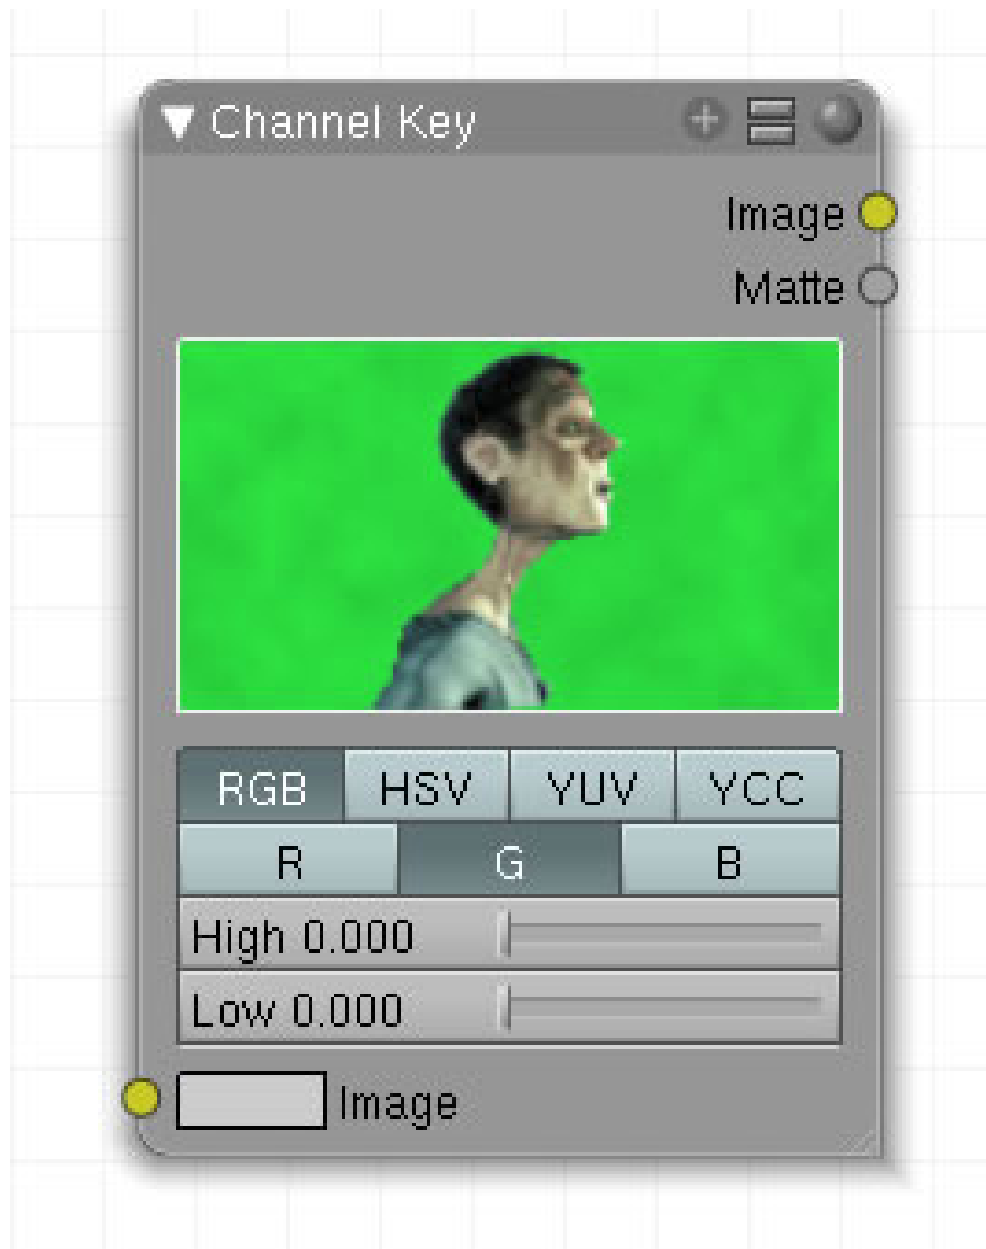 Channel Key
Image
Matte
RGB HSV YUV YCC
R G B
High 0.000
Low 0.000
Image